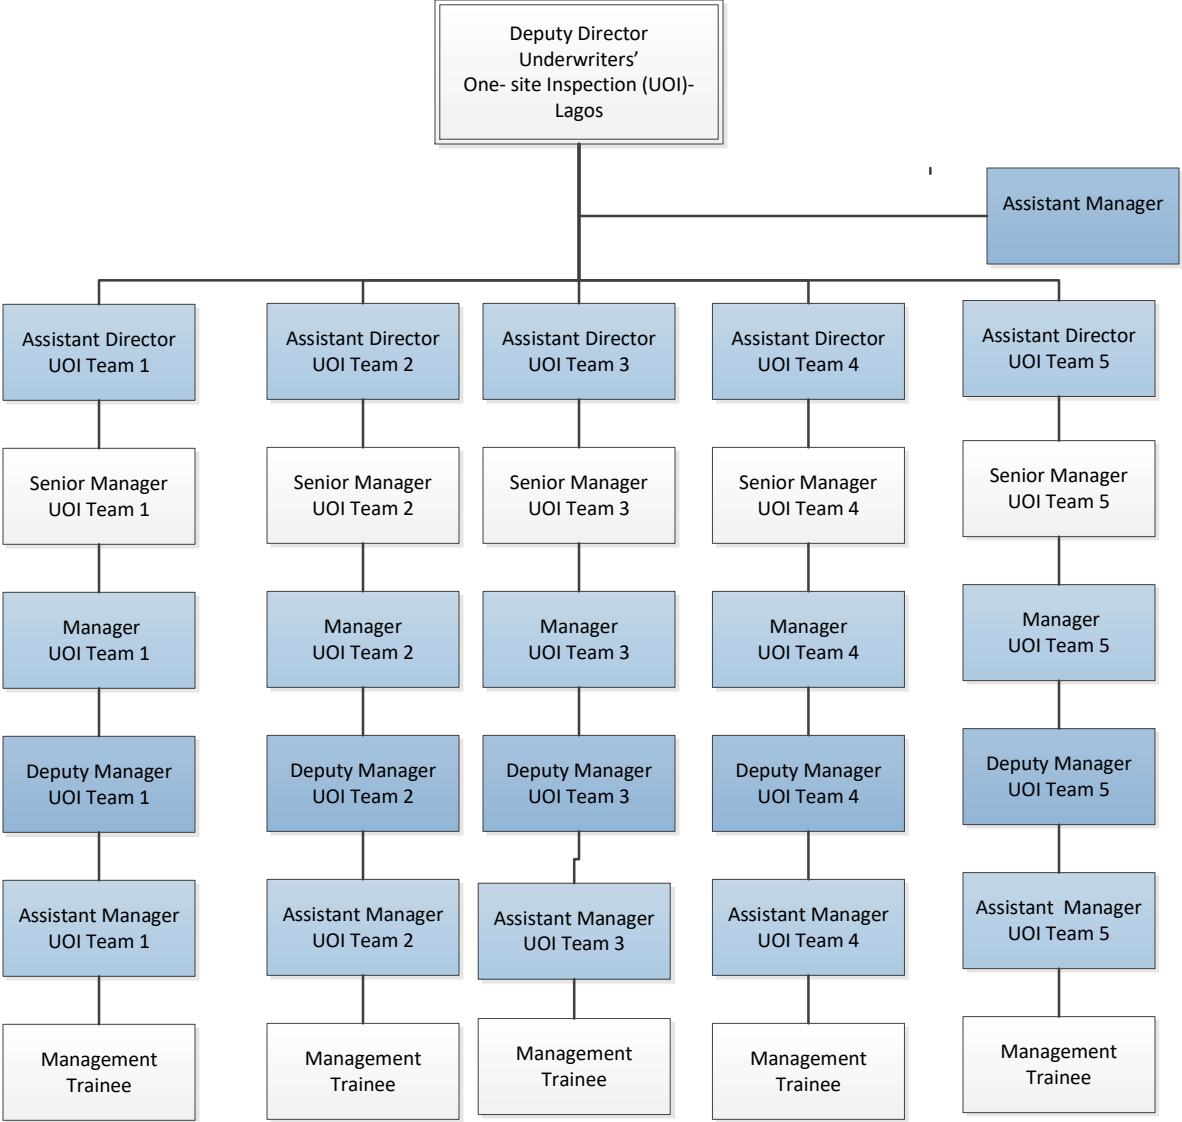 Deputy Director
Underwriters’
One- site Inspection (UOI)-
Lagos
Assistant Manager
Assistant Director
UOI Team 1
Assistant Director
UOI Team 2
Assistant Director
UOI Team 3
Assistant Director
UOI Team 4
Assistant Director
UOI Team 5
Senior Manager
UOI Team 1
Senior Manager
UOI Team 2
Senior Manager
UOI Team 3
Senior Manager
UOI Team 4
Senior Manager
UOI Team 5
Manager
UOI Team 1
Manager
UOI Team 2
Manager
UOI Team 3
Manager
UOI Team 4
Manager
UOI Team 5
Deputy Manager
UOI Team 1
Deputy Manager
UOI Team 2
Deputy Manager
UOI Team 3
Deputy Manager
UOI Team 4
Deputy Manager
UOI Team 5
Assistant Manager
UOI Team 1
Assistant Manager
UOI Team 2
Assistant Manager
UOI Team 3
Assistant Manager
UOI Team 4
Assistant  Manager
UOI Team 5
Management
Trainee
Management
Trainee
Management
Trainee
Management
Trainee
Management
Trainee